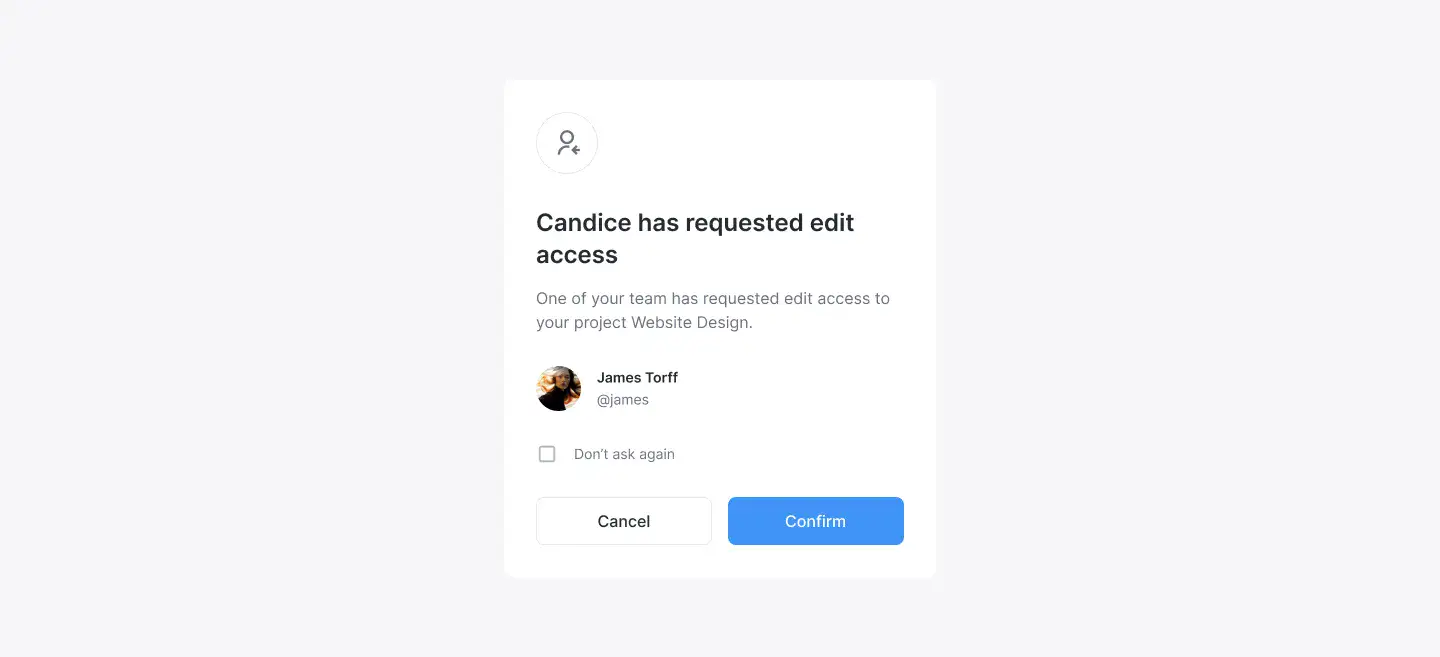 Candice has requested edit
access
One of your team has requested edit access to
your project Website Design.
James Torff
@james
Don’t ask again
Cancel
Confirm